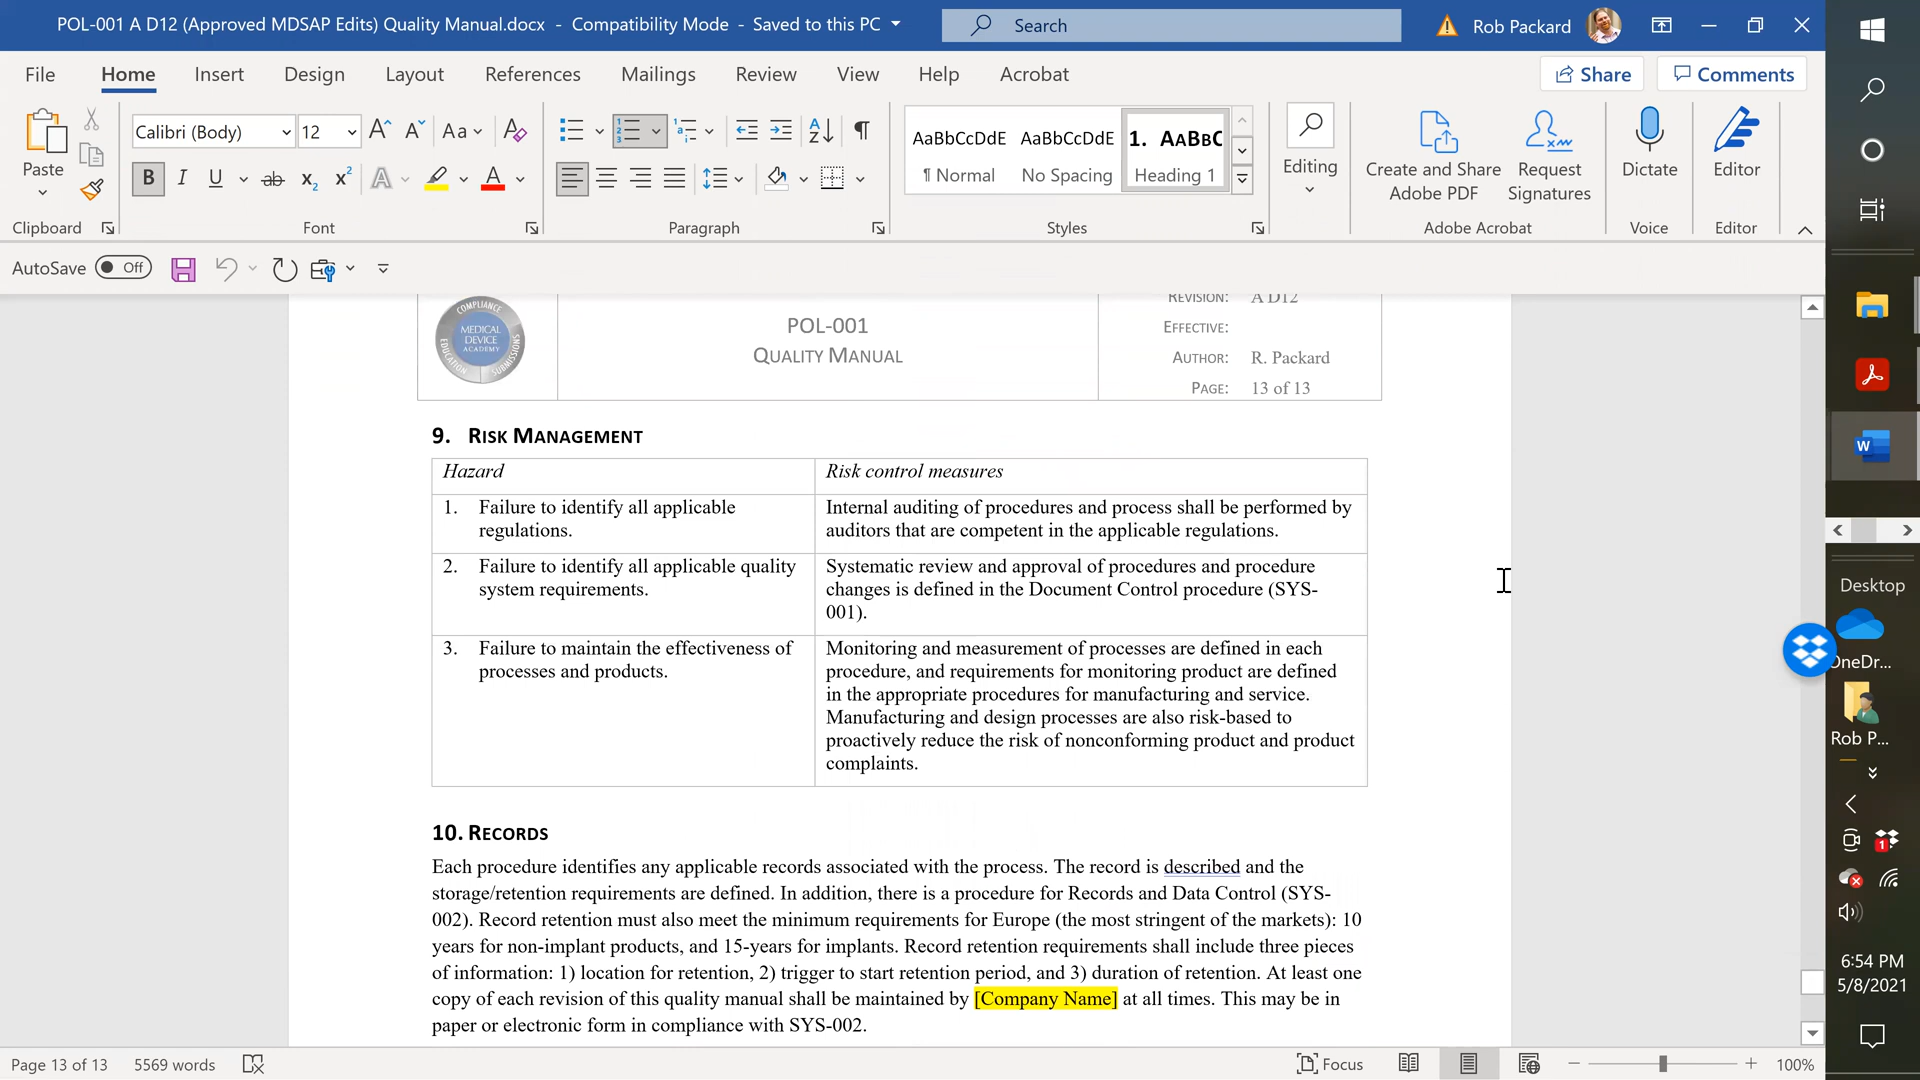 POL-001 A D12 (Approved MDSAP Edits) Quality Manual.docx - Compatibility Mode - Saved to this PC
Search
Rob Packard
File Home Insert Design Layout References Mailings Review View Help Acrobat
Share Comments
Paste
Clipboard
Calibri (Body) 12
Font
Paragraph
AaBbCcDdE AaBbCcDdE 1. AaBbC
¶ Normal No Spacing Heading 1
Styles
Editing
Create and Share Adobe PDF
Request Signatures
Adobe Acrobat
Dictate
Voice
Editor
Editor
AutoSave Off
COMPLIANCE
MEDICAL
DEVICE
ACADEMY
EDUCATION
SUBMISSIONS
POL-001
QUALITY MANUAL
REVISION: A D12
EFFECTIVE:
AUTHOR: R. Packard
PAGE: 13 of 13
9. RISK MANAGEMENT
Hazard Risk control measures
1. Failure to identify all applicable
regulations.
Internal auditing of procedures and process shall be performed by
auditors that are competent in the applicable regulations.
2. Failure to identify all applicable quality
system requirements.
Systematic review and approval of procedures and procedure
changes is defined in the Document Control procedure (SYS-
001).
3. Failure to maintain the effectiveness of
processes and products.
Monitoring and measurement of processes are defined in each
procedure, and requirements for monitoring product are defined
in the appropriate procedures for manufacturing and service.
Manufacturing and design processes are also risk-based to
proactively reduce the risk of nonconforming product and product
complaints.
10. RECORDS
Each procedure identifies any applicable records associated with the process. The record is described and the
storage/retention requirements are defined. In addition, there is a procedure for Records and Data Control (SYS-
002). Record retention must also meet the minimum requirements for Europe (the most stringent of the markets): 10
years for non-implant products, and 15-years for implants. Record retention requirements shall include three pieces
of information: 1) location for retention, 2) trigger to start retention period, and 3) duration of retention. At least one
copy of each revision of this quality manual shall be maintained by [Company Name] at all times. This may be in
paper or electronic form in compliance with SYS-002.
Page 13 of 13 5569 words
Focus
100%
Desktop
OneDr...
Rob P...
1
6:54 PM
5/8/2021